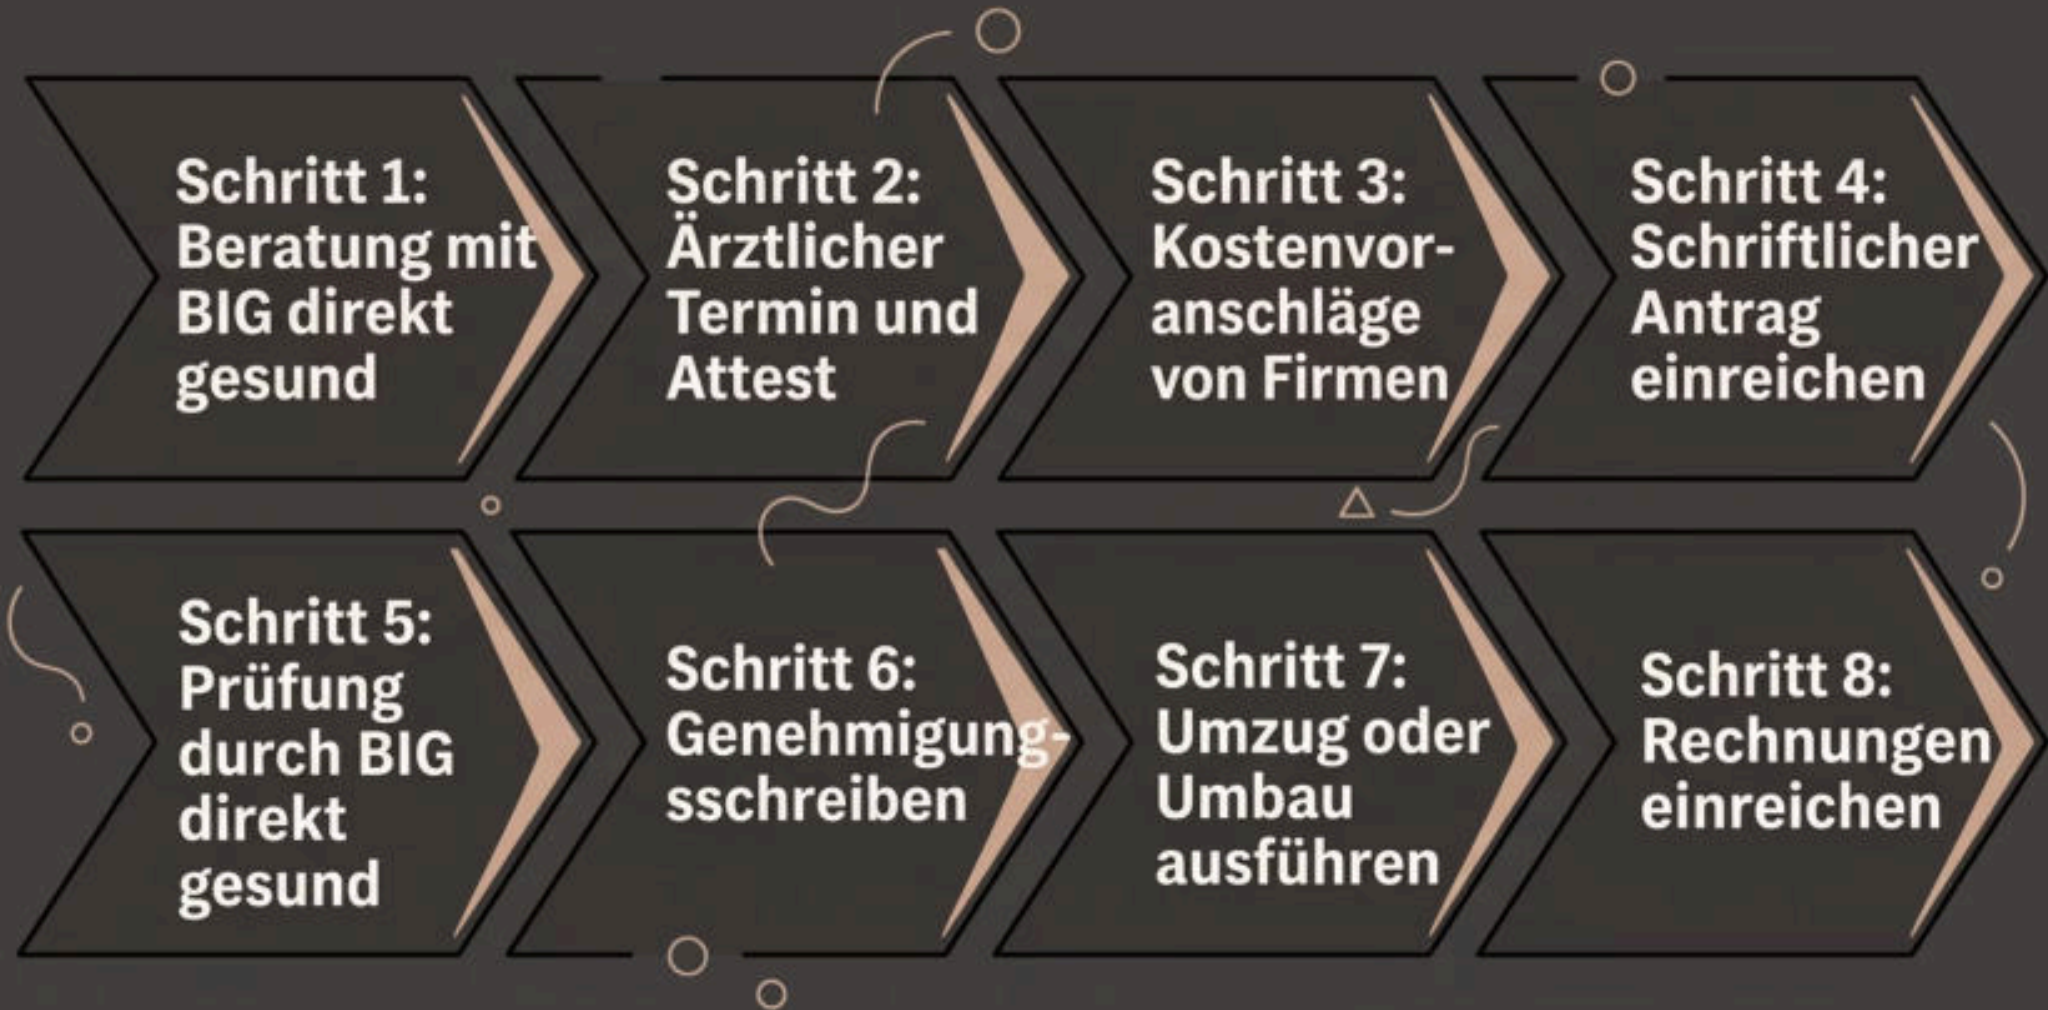 Schritt 1:
Beratung mit
BIG direkt
gesund
Schritt 2:
Ärztlicher
Termin und
Attest
Schritt 3:
Kostenvor-
anschläge
von Firmen
Schritt 4:
Schriftlicher
Antrag
einreichen
Schritt 5:
Prüfung
durch BIG
direkt
gesund
Schritt 6:
Genehmigung-
sschreiben
Schritt 7:
Umzug oder
Umbau
ausführen
Schritt 8:
Rechnungen
einreichen